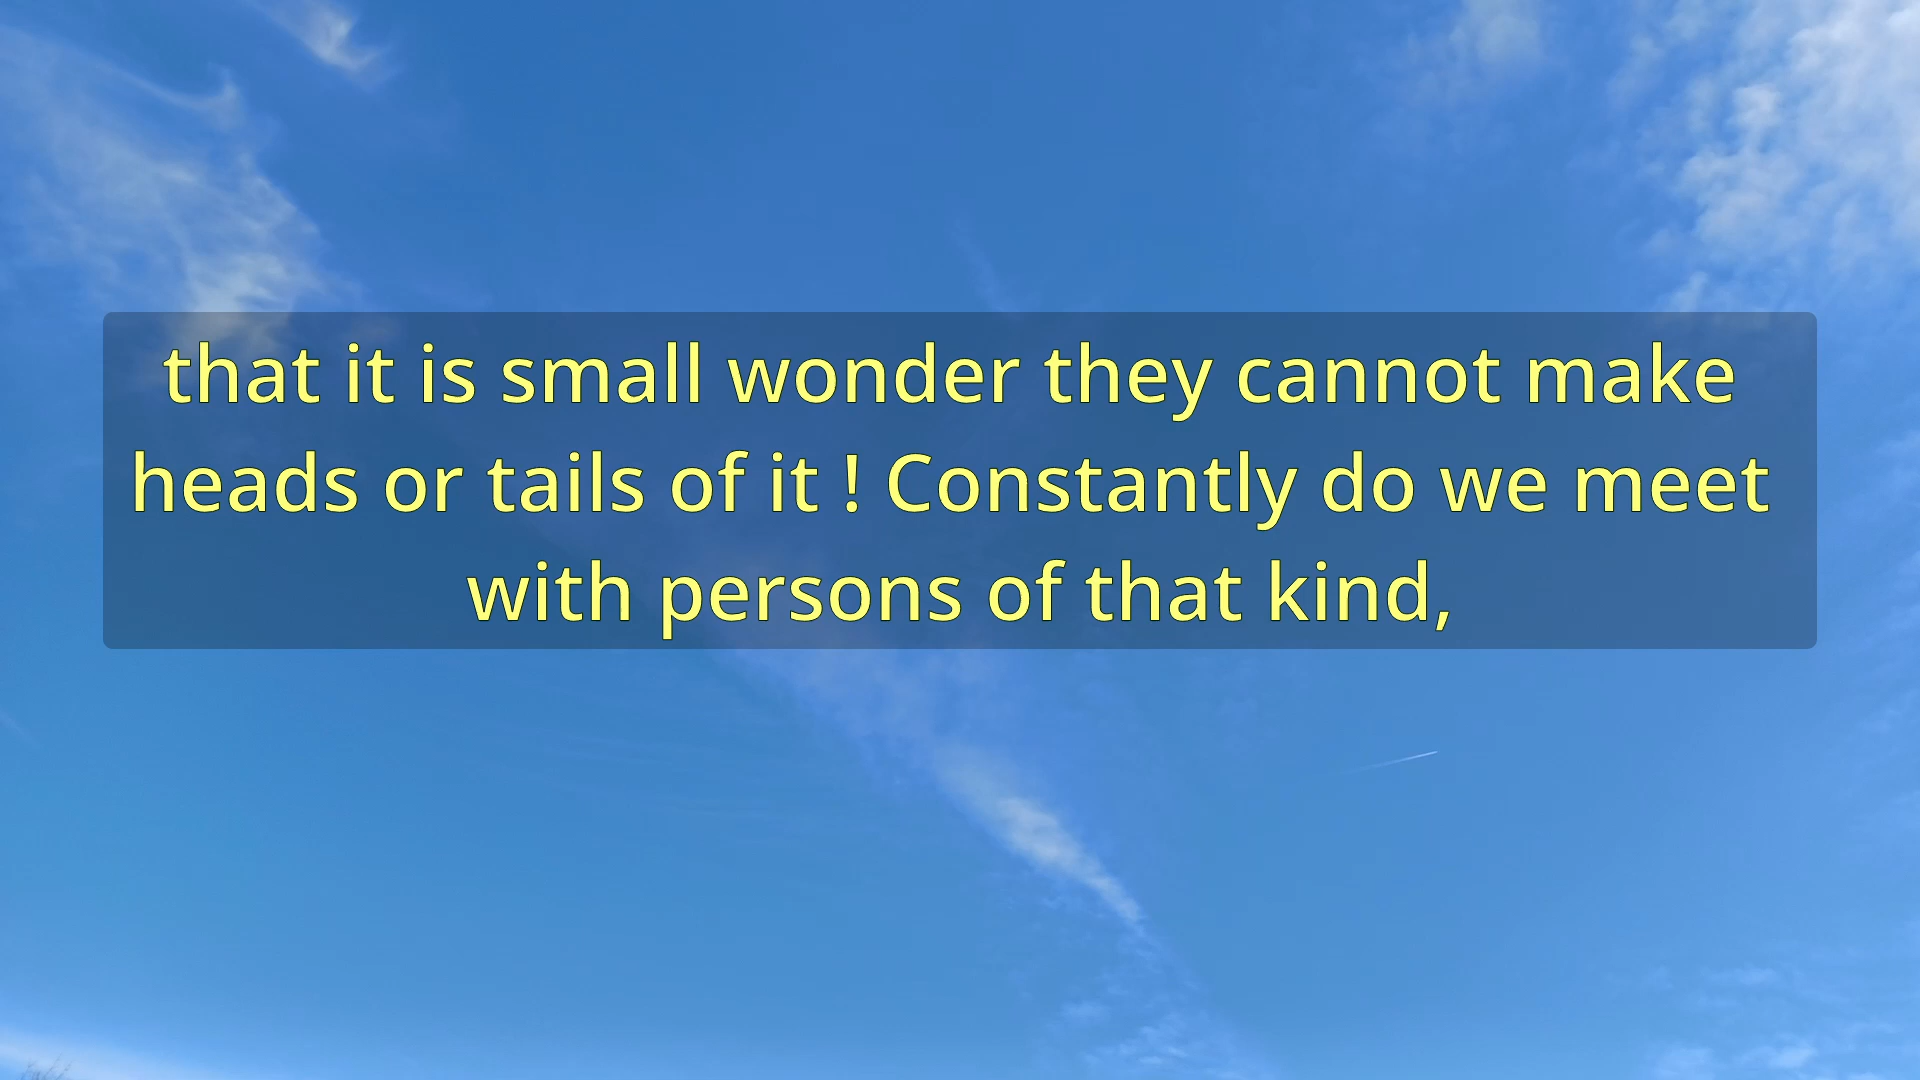 that it is small wonder they cannot make
heads or tails of it ! Constantly do we meet
with persons of that kind,